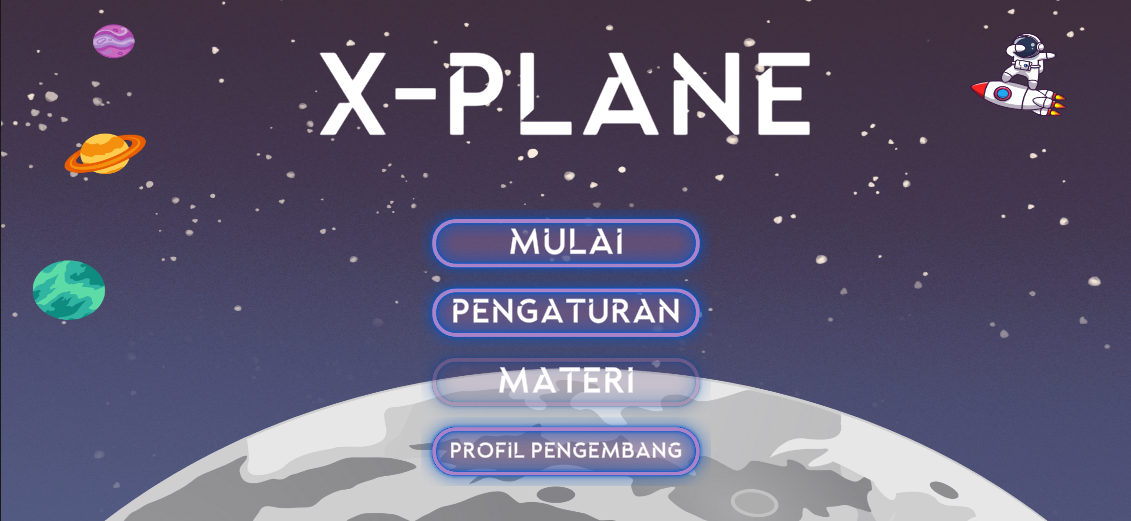 X-PLANE
MULAI
PENGATURAN
MATERI
PROFIL PENGEMBANG